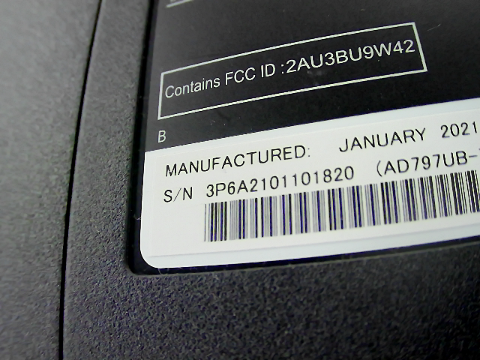 Contains FCC ID :2AU3BU9W42
B
MANUFACTURED: JANUARY 2021
S/N 3P6A2101101820 (AD797UB-